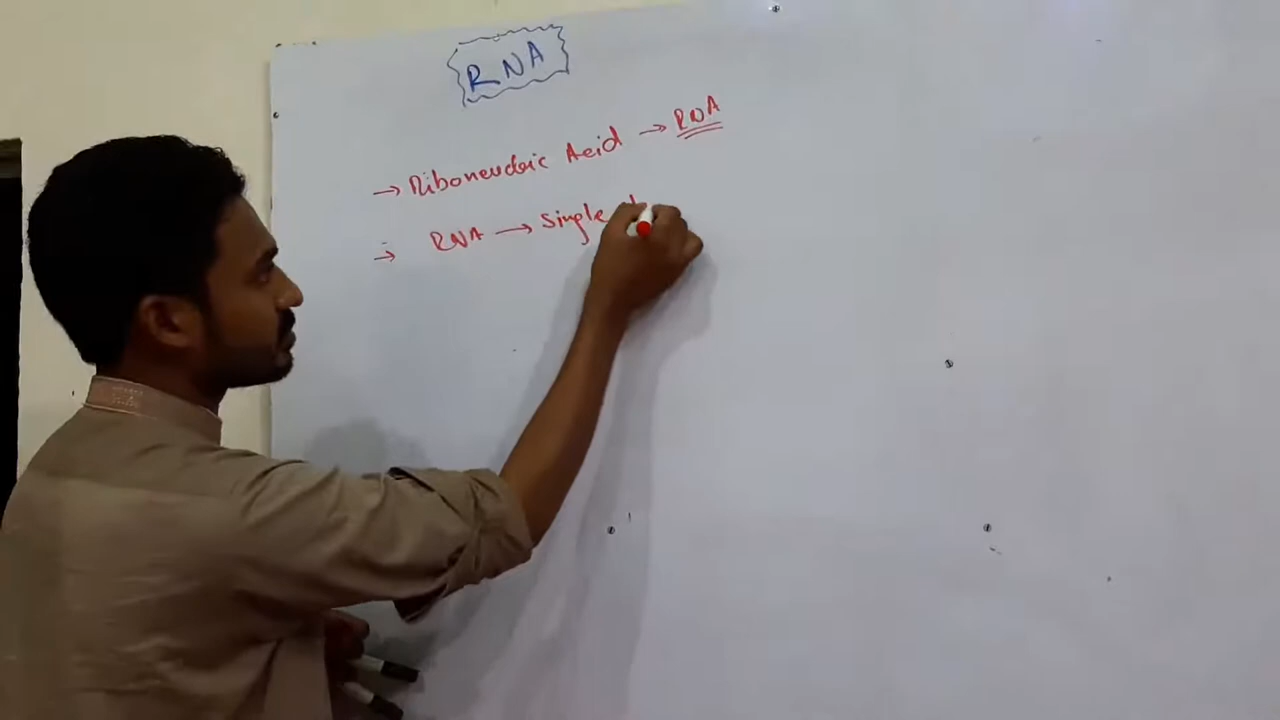 RNA
→ Ribonucleic Acid → RNA
→ RNA → Single